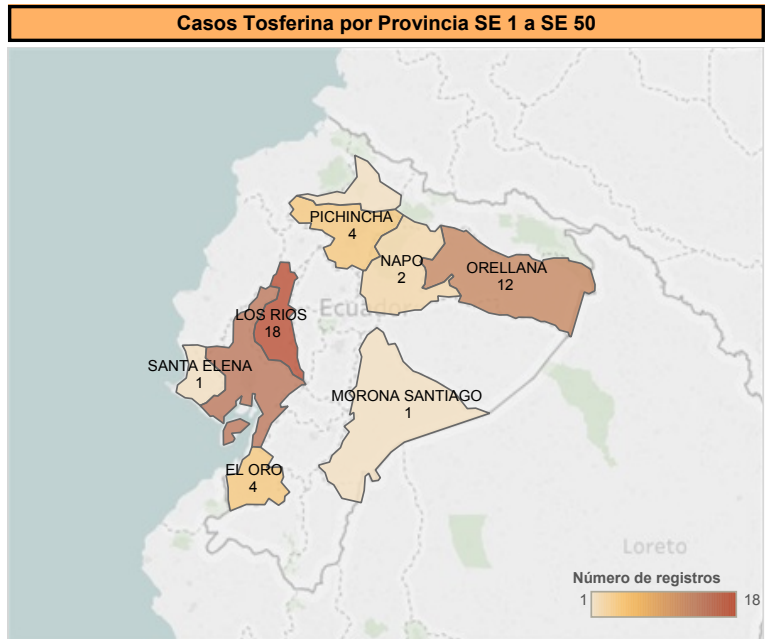 Casos Tosferina por Provincia SE 1 a SE 50
PICHINCHA
4
NAPO
2
ORELLANA
12
Ecuador
LOS RIOS
18
SANTA ELENA
1
MORONA SANTIAGO
1
EL ORO
4
Loreto
Número de registros
1
18